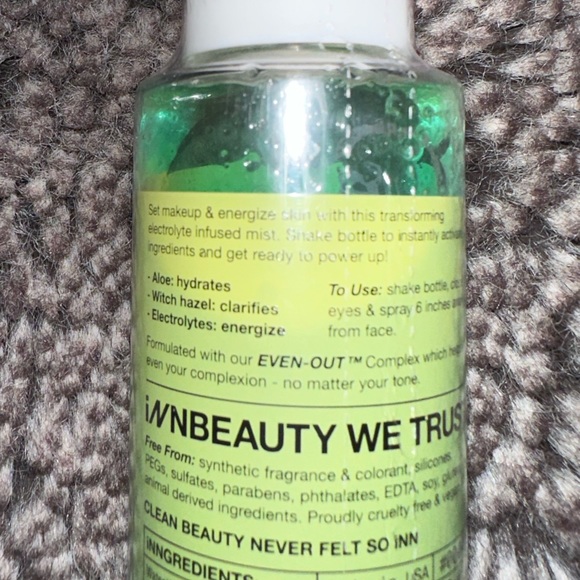 Set makeup & energize skin with this transforming
electrolyte infused mist. Shake bottle to instantly
ingredients and get ready to power up!
- Aloe: hydrates
- Witch hazel: clarifies
- Electrolytes: energize
To Use: shake bottle,
eyes & spray 6 inches
from face.
Formulated with our EVEN-OUT™ Complex which
even your complexion - no matter your tone.
iNNBEAUTY WE TRUS
Free From: synthetic fragrance & colorant, silicones,
PEGs, sulfates, parabens, phthalates, EDTA, soy,
animal derived ingredients. Proudly cruelty free &
CLEAN BEAUTY NEVER FELT SO iNN
iNNGREDIENTS
USA